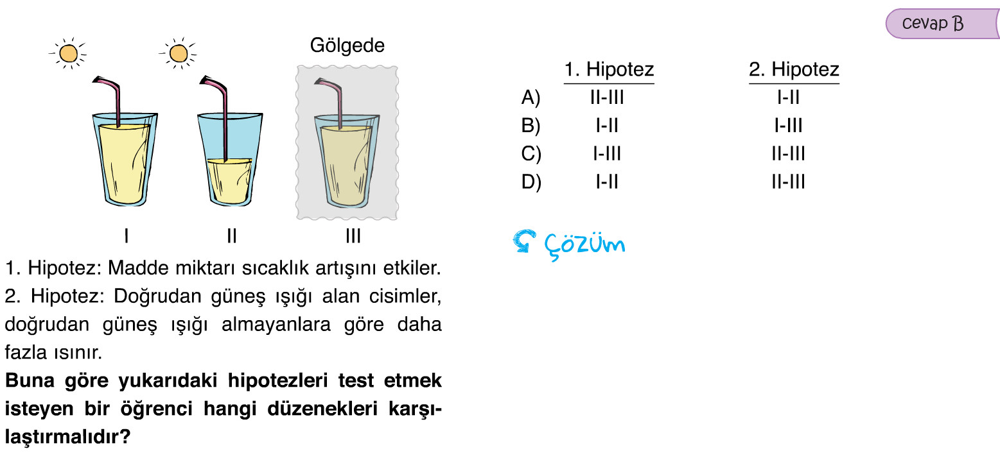 cevap B
Gölgede
I
II
III
1. Hipotez: Madde miktarı sıcaklık artışını etkiler.
2. Hipotez: Doğrudan güneş ışığı alan cisimler,
doğrudan güneş ışığı almayanlara göre daha
fazla ısınır.
Buna göre yukarıdaki hipotezleri test etmek
isteyen bir öğrenci hangi düzenekleri karşı-
laştırmalıdır?
1. Hipotez 2. Hipotez
A) II-III I-II
B) I-II I-III
C) I-III II-III
D) I-II II-III
Çözüm